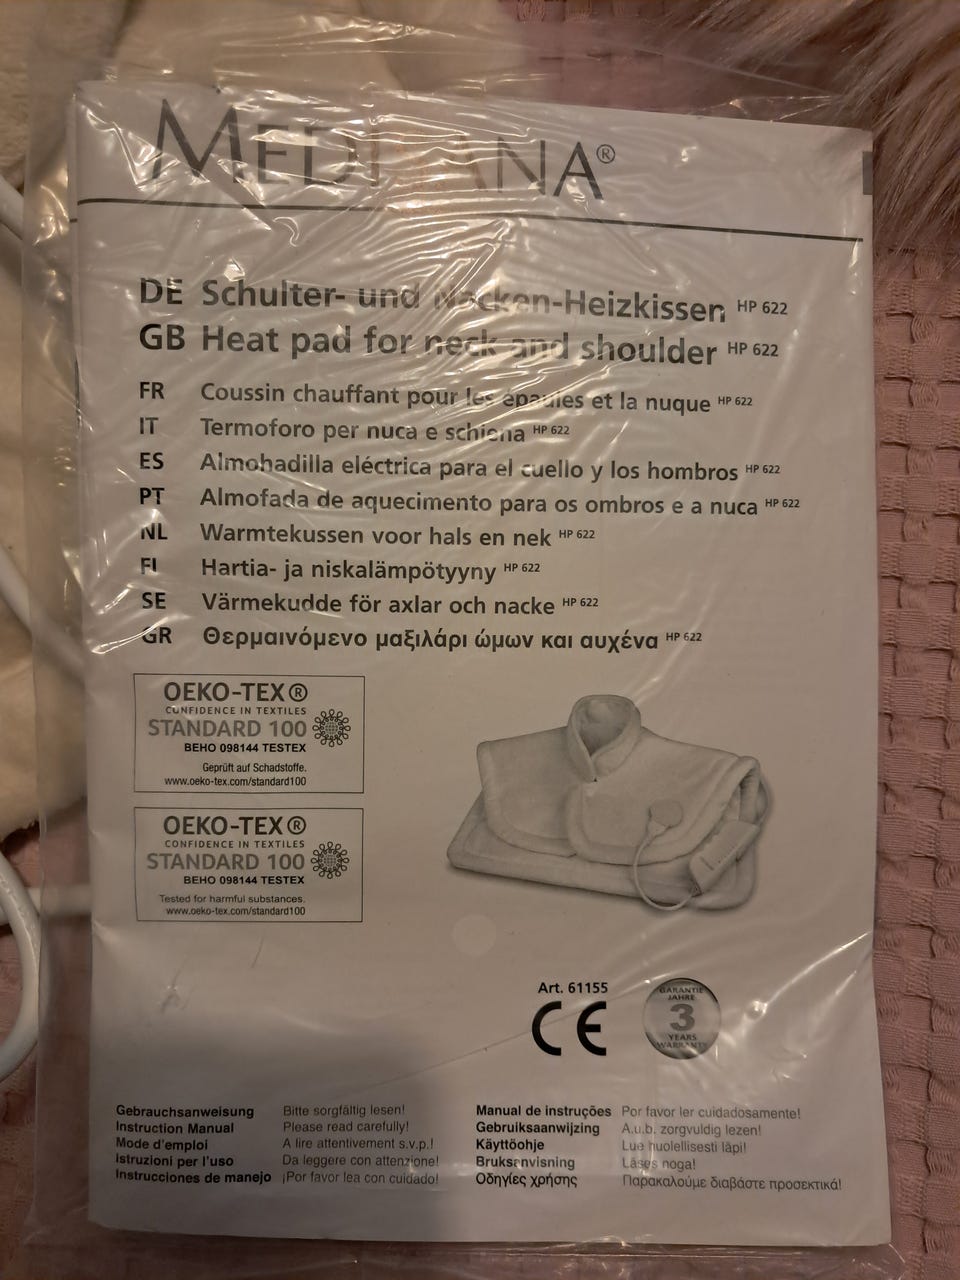 MEDISANA®
DE Schulter- und Nacken-Heizkissen HP 622
GB Heat pad for neck and shoulder HP 622
FR Coussin chauffant pour les épaules et la nuque HP 622
IT Termoforo per nuca e schiena HP 622
ES Almohadilla eléctrica para el cuello y los hombros HP 622
PT Almofada de aquecimento para os ombros e a nuca HP 622
NL Warmtekussen voor hals en nek HP 622
FI Hartia- ja niskalämpötyyny HP 622
SE Värmekudde för axlar och nacke HP 622
GR Θερμαινόμενο μαξιλάρι ώμων και αυχένα HP 622
OEKO-TEX®
CONFIDENCE IN TEXTILES
STANDARD 100
BEHO 098144 TESTEX
Geprüft auf Schadstoffe.
www.oeko-tex.com/standard100
OEKO-TEX®
CONFIDENCE IN TEXTILES
STANDARD 100
BEHO 098144 TESTEX
Tested for harmful substances.
www.oeko-tex.com/standard100
Art. 61155
CE
GARANTIE
JAHRE
3
YEARS
WARRANTY
Gebrauchsanweisung Bitte sorgfältig lesen!
Instruction Manual Please read carefully!
Mode d'emploi A lire attentivement s.v.p.!
Istruzioni per l'uso Da leggere con attenzione!
Instrucciones de manejo ¡Por favor lea con cuidado!
Manual de instruções Por favor ler cuidadosamente!
Gebruiksaanwijzing A.u.b. zorgvuldig lezen!
Käyttöohje Lue huolellisesti läpi!
Bruksanvisning Läses noga!
Οδηγίες χρήσης Παρακαλούμε διαβάστε προσεκτικά!